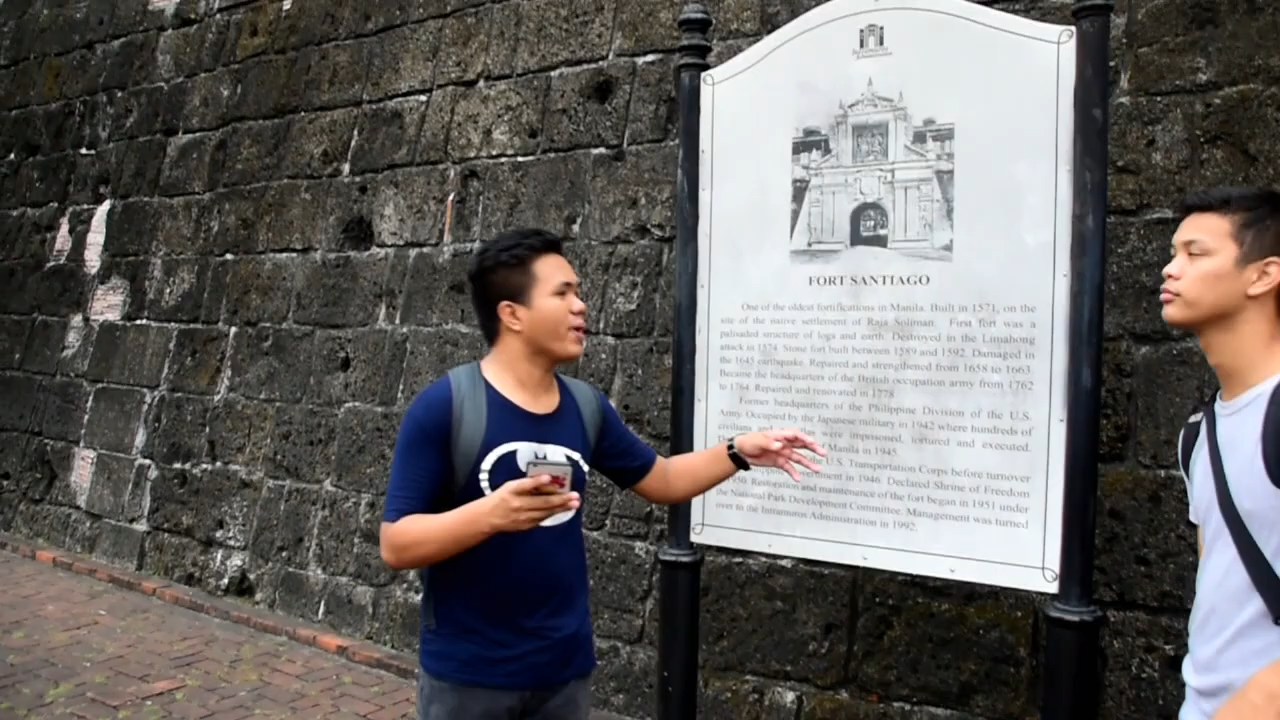 Intramuros
Administration
FORT SANTIAGO
One of the oldest fortifications in Manila. Built in 1571, on the
site of the native settlement of Raja Soliman. First fort was a
palisaded structure of logs and earth. Destroyed in the Limahong
attack in 1574. Stone fort built between 1589 and 1592. Damaged in
the 1645 earthquake. Repaired and strengthened from 1658 to 1663.
Became the headquarters of the British occupation army from 1762
to 1764. Repaired and renovated in 1778.
Former headquarters of the Philippine Division of the U.S.
Army. Occupied by the Japanese military in 1942 where hundreds of
civilians and were imprisoned, tortured and executed.
Manila in 1945.
the U.S. Transportation Corps before turnover
in 1946. Declared Shrine of Freedom
1950. Restoration and maintenance of the fort began in 1951 under
the National Park Development Committee. Management was turned
over to the Intramuros Administration in 1992.